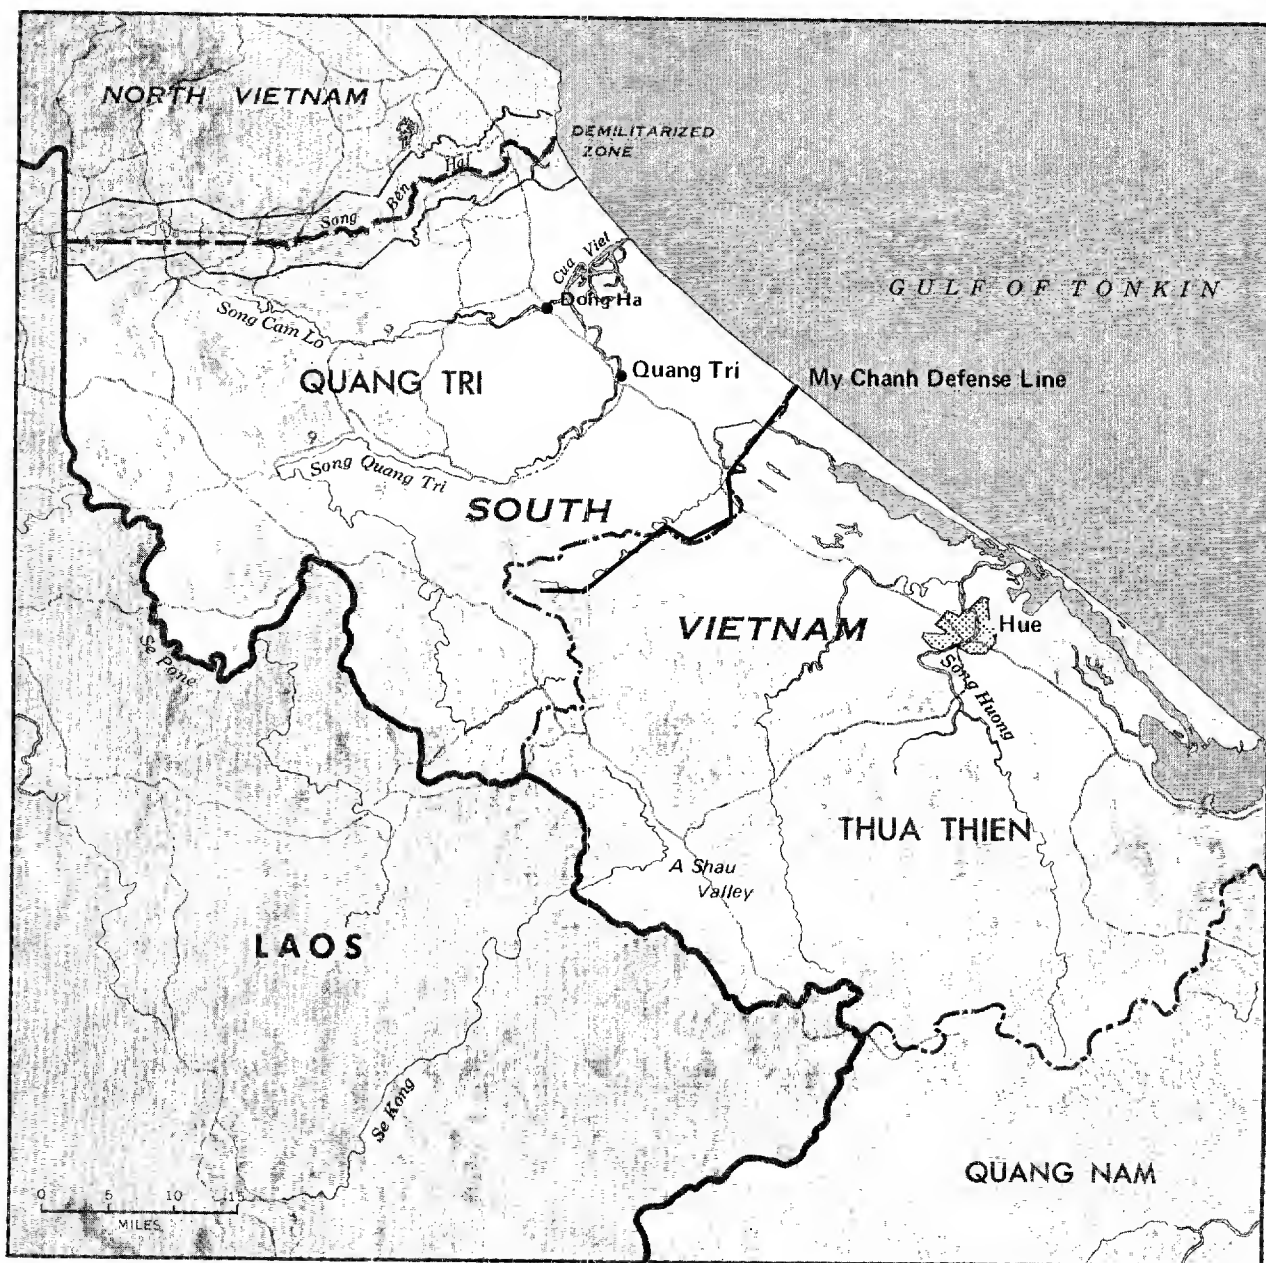 NORTH VIETNAM
DEMILITARIZED
ZONE
Song Bên Hai
Cua Viet
GULF OF TONKIN
Dong Ha
Song Cam Lo
9
QUANG TRI
Quang Tri
My Chanh Defense Line
9
Song Quang Tri
SOUTH
VIETNAM
Hue
Se Pone
Song Huong
THUA THIEN
A Shau
Valley
LAOS
Se Kong
QUANG NAM
0 5 10 15
MILES